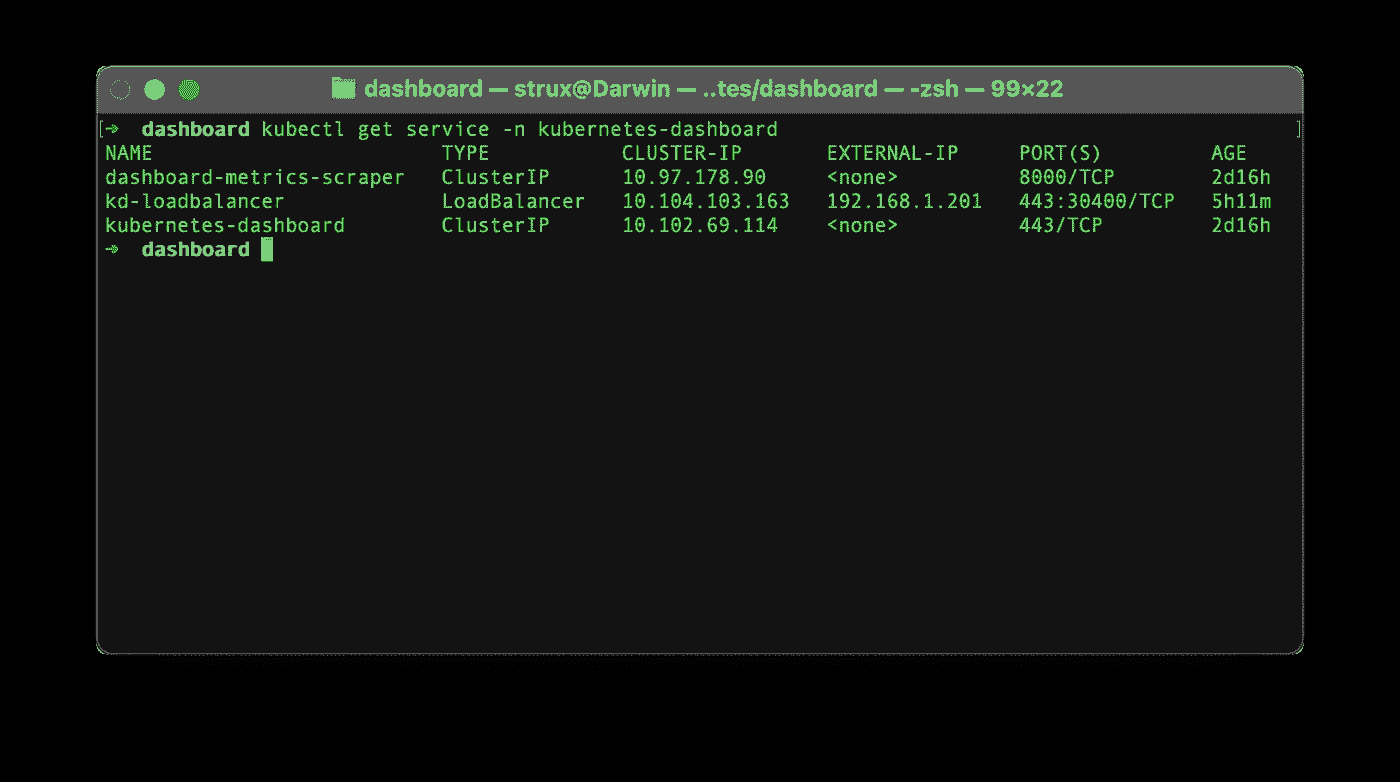 dashboard — strux@Darwin — ..tes/dashboard — -zsh — 99×22
[➔  dashboard kubectl get service -n kubernetes-dashboard ]
NAME                        TYPE           CLUSTER-IP       EXTERNAL-IP     PORT(S)         AGE
dashboard-metrics-scraper   ClusterIP      10.97.178.90     <none>          8000/TCP        2d16h
kd-loadbalancer             LoadBalancer   10.104.103.163   192.168.1.201   443:30400/TCP   5h11m
kubernetes-dashboard        ClusterIP      10.102.69.114    <none>          443/TCP         2d16h
➔  dashboard